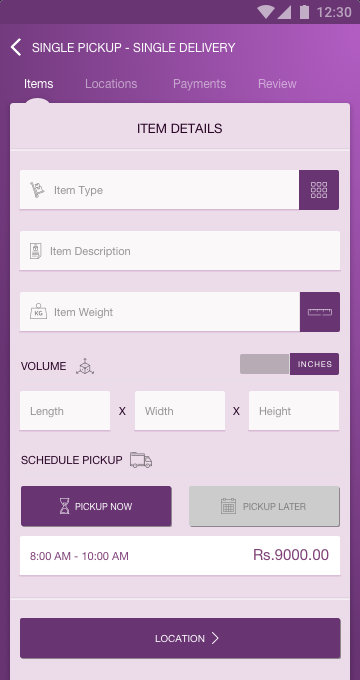 12:30
SINGLE PICKUP - SINGLE DELIVERY
Items Locations Payments Review
ITEM DETAILS
Item Type
Item Description
KG Item Weight
VOLUME INCHES
Length X Width X Height
SCHEDULE PICKUP
PICKUP NOW PICKUP LATER
8:00 AM - 10:00 AM Rs.9000.00
LOCATION